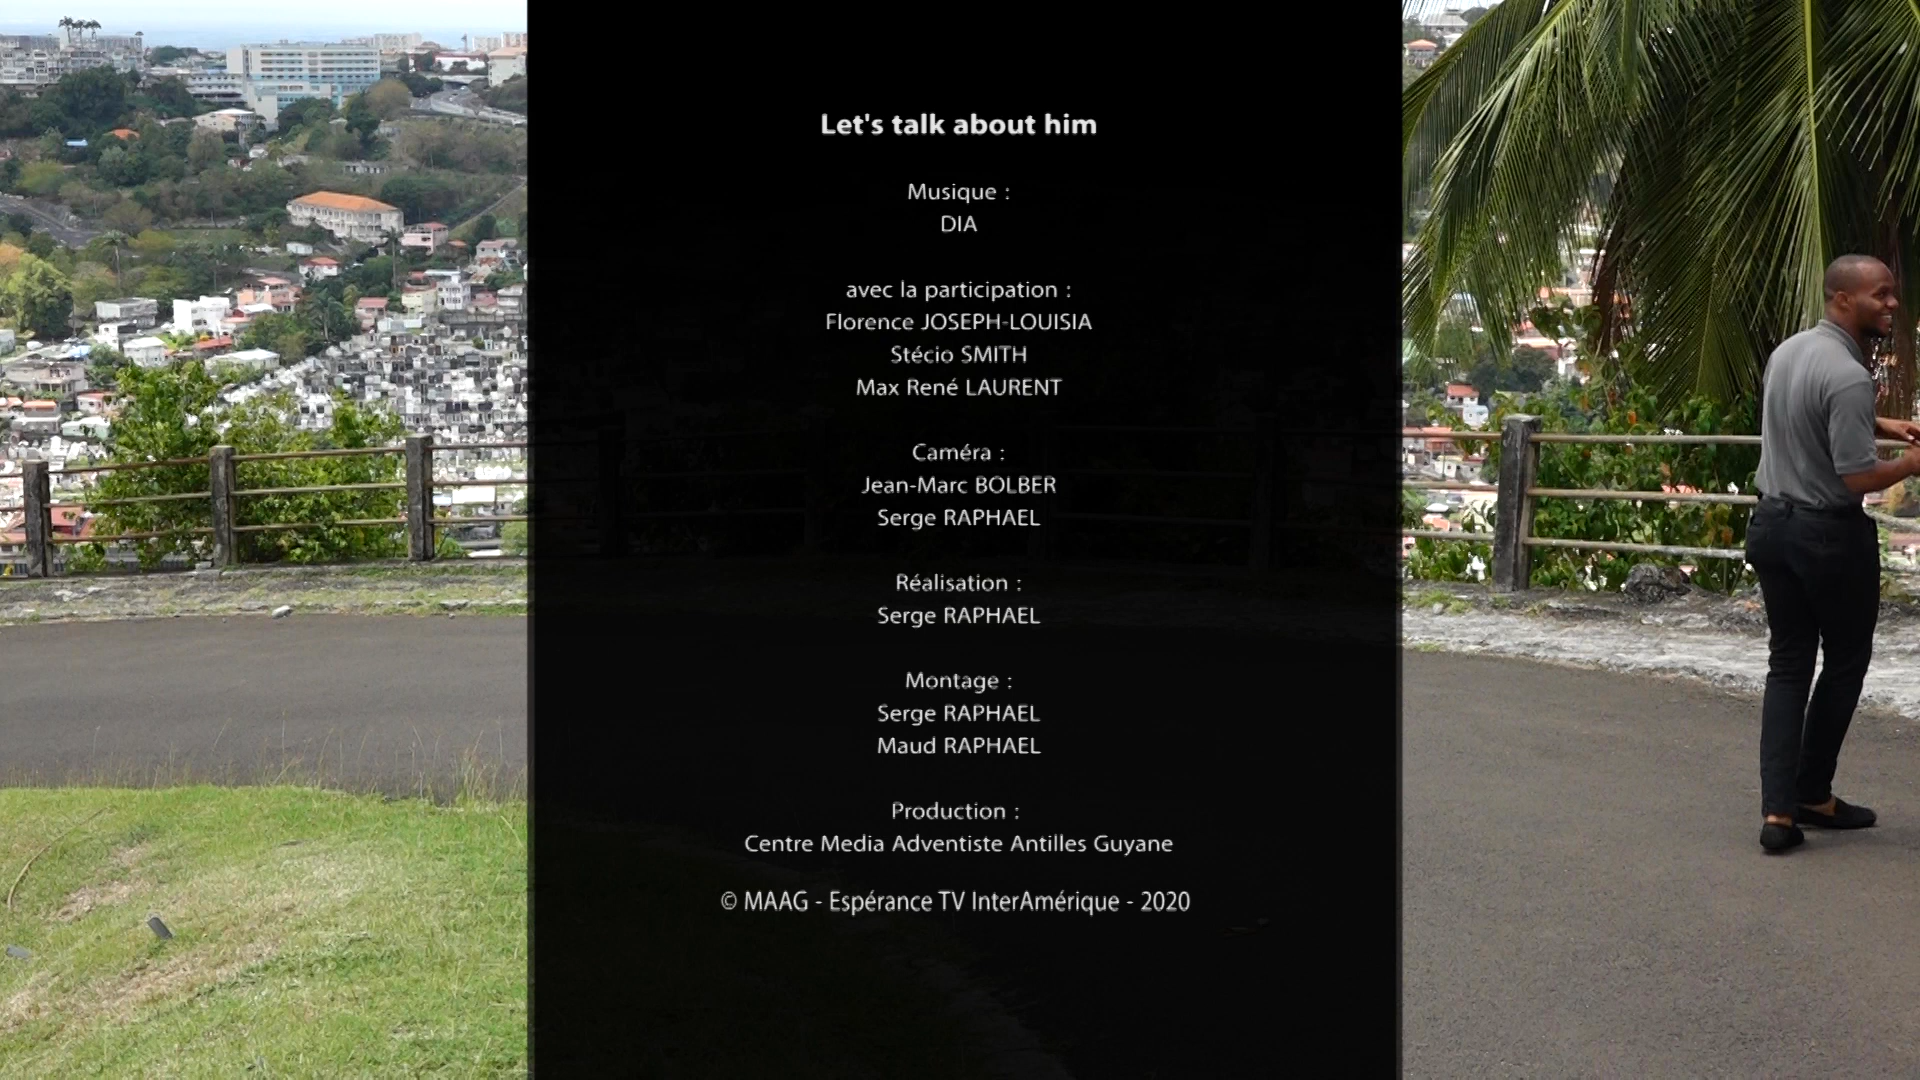 Let's talk about him
Musique :
DIA
avec la participation :
Florence JOSEPH-LOUISIA
Stécio SMITH
Max René LAURENT
Caméra :
Jean-Marc BOLBER
Serge RAPHAEL
Réalisation :
Serge RAPHAEL
Montage :
Serge RAPHAEL
Maud RAPHAEL
Production :
Centre Media Adventiste Antilles Guyane
© MAAG - Espérance TV InterAmérique - 2020